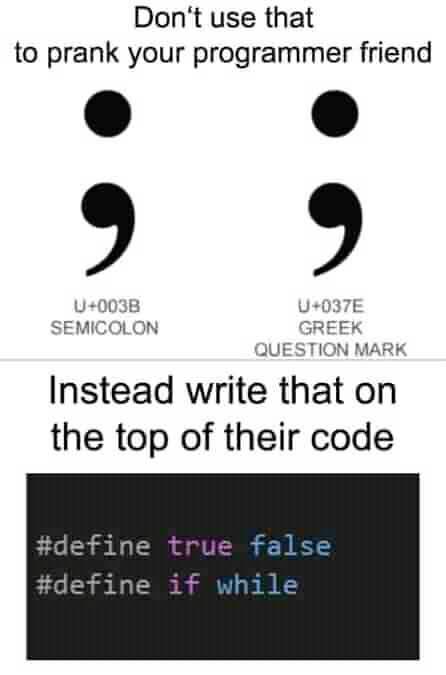 Don't use that
to prank your programmer friend
;
;
U+003B
SEMICOLON
U+037E
GREEK
QUESTION MARK
Instead write that on
the top of their code
#define true false
#define if while